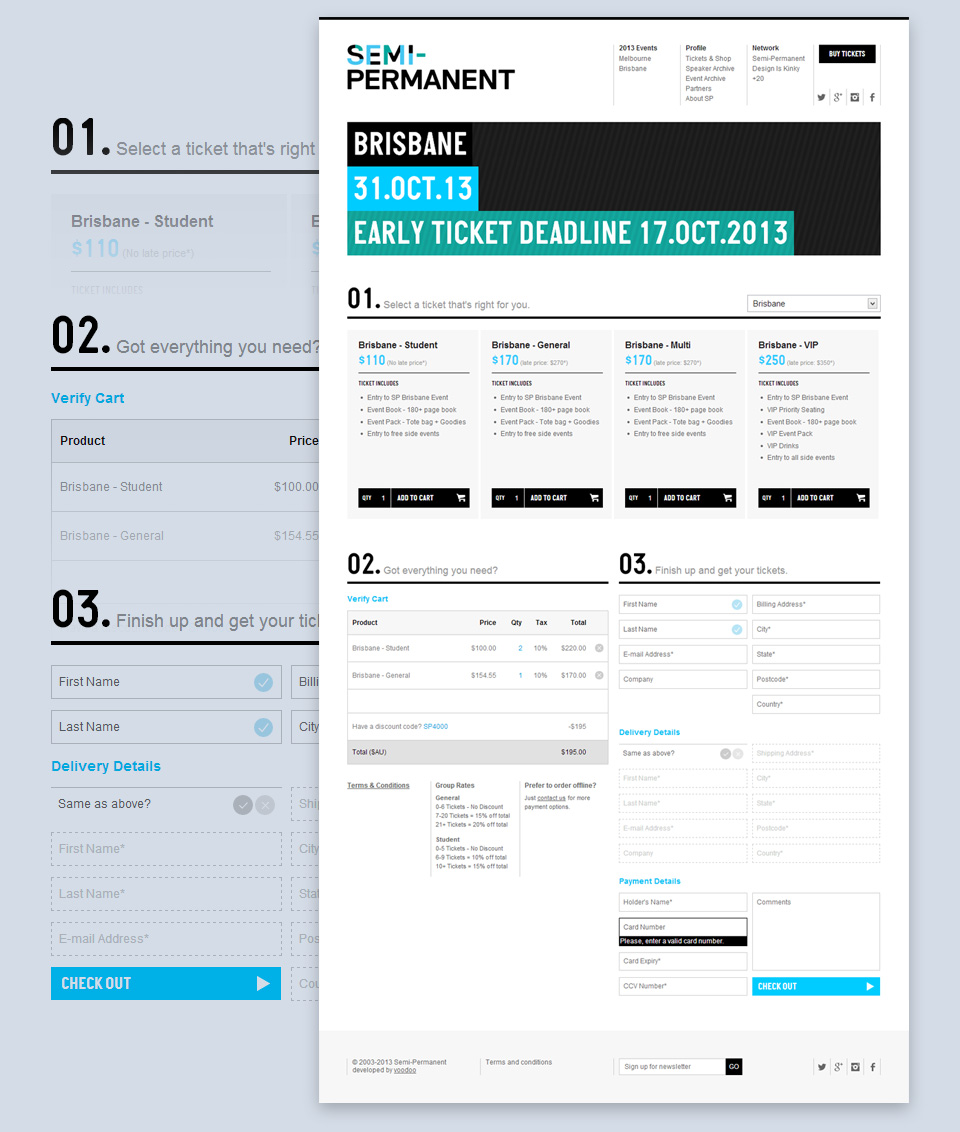 01. Select a ticket that's right
Brisbane - Student
$110 (No late price*)
TICKET INCLUDES
02. Got everything you need?
Verify Cart
Product Price
Brisbane - Student $100.00
Brisbane - General $154.55
03. Finish up and get your tic
First Name Billi
Last Name City
Delivery Details
Same as above? Ship
First Name* City
Last Name* Stat
E-mail Address* Pos
CHECK OUT Cou
SEMI-
PERMANENT
2013 Events
Melbourne
Brisbane
Profile
Tickets & Shop
Speaker Archive
Event Archive
Partners
About SP
Network
Semi-Permanent
Design Is Kinky
+20
BUY TICKETS
BRISBANE
31.OCT.13
EARLY TICKET DEADLINE 17.OCT.2013
01. Select a ticket that's right for you.
Brisbane
Brisbane - Student
$110 (No late price*)
TICKET INCLUDES
• Entry to SP Brisbane Event
• Event Book - 180+ page book
• Event Pack - Tote bag + Goodies
• Entry to free side events
QTY 1 ADD TO CART
Brisbane - General
$170 (late price: $270*)
TICKET INCLUDES
• Entry to SP Brisbane Event
• Event Book - 180+ page book
• Event Pack - Tote bag + Goodies
• Entry to free side events
QTY 1 ADD TO CART
Brisbane - Multi
$170 (late price: $270*)
TICKET INCLUDES
• Entry to SP Brisbane Event
• Event Book - 180+ page book
• Event Pack - Tote bag + Goodies
• Entry to free side events
QTY 1 ADD TO CART
Brisbane - VIP
$250 (late price: $350*)
TICKET INCLUDES
• Entry to SP Brisbane Event
• VIP Priority Seating
• Event Book - 180+ page book
• VIP Event Pack
• VIP Drinks
• Entry to all side events
QTY 1 ADD TO CART
02. Got everything you need?
Verify Cart
Product Price Qty Tax Total
Brisbane - Student $100.00 2 10% $220.00
Brisbane - General $154.55 1 10% $170.00
Have a discount code? SP4000 -$195
Total ($AU) $195.00
Terms & Conditions
Group Rates
General
0-6 Tickets - No Discount
7-20 Tickets = 15% off total
21+ Tickets = 20% off total
Student
0-5 Tickets - No Discount
6-9 Tickets = 10% off total
10+ Tickets = 15% off total
Prefer to order offline?
Just contact us for more
payment options.
03. Finish up and get your tickets.
First Name Billing Address*
Last Name City*
E-mail Address* State*
Company Postcode*
Country*
Delivery Details
Same as above? Shipping Address*
First Name* City*
Last Name* State*
E-mail Address* Postcode*
Company Country*
Payment Details
Holder's Name* Comments
Card Number
Please, enter a valid card number.
Card Expiry*
CCV Number* CHECK OUT
© 2003-2013 Semi-Permanent
developed by voodoo
Terms and conditions
Sign up for newsletter GO